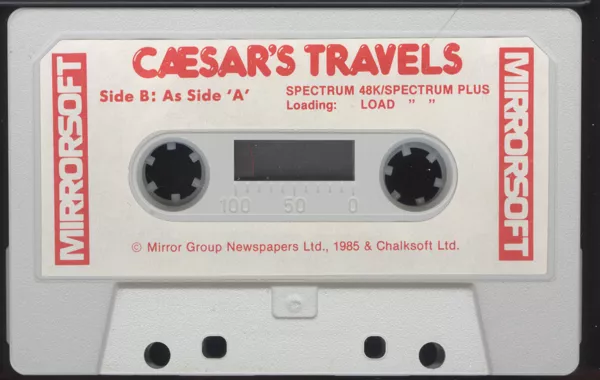 CÆSAR'S TRAVELS
Side B: As Side 'A'
SPECTRUM 48K/SPECTRUM PLUS
Loading: LOAD " "
MIRRORSOFT
MIRRORSOFT
100 50 0
© Mirror Group Newspapers Ltd., 1985 & Chalksoft Ltd.